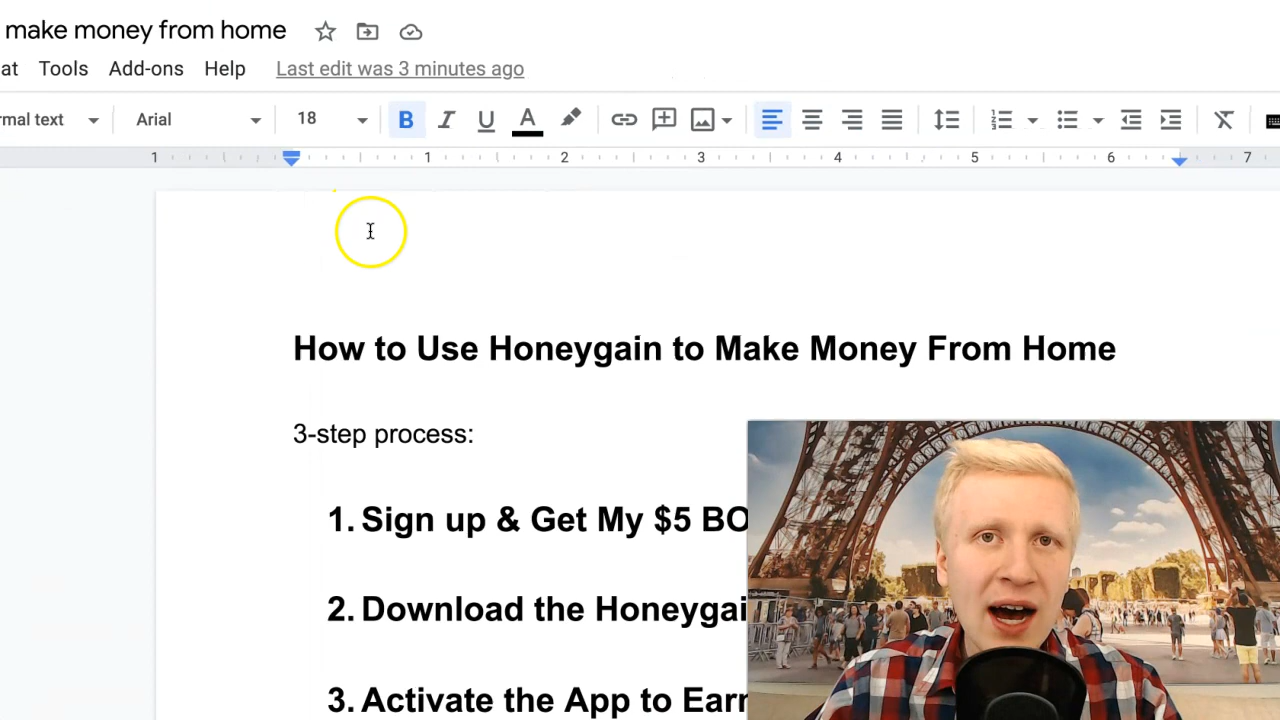 make money from home
at Tools Add-ons Help Last edit was 3 minutes ago
rmal text Arial 18 B I U A
1 1 2 3 4 5 6 7
How to Use Honeygain to Make Money From Home
3-step process:
1. Sign up & Get My $5 BO
2. Download the Honeygai
3. Activate the App to Earn